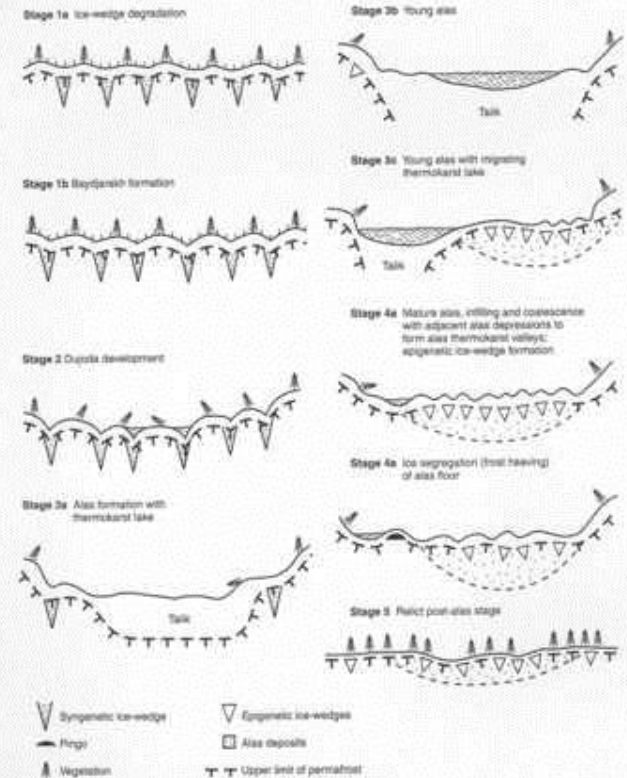 Stage 1a Ice-wedge degradation
Stage 1b Baydjarakh formation
Stage 2 Dujoda development
Stage 3a Alas formation with
thermokarst lake
Talik
Stage 3b Young alas
Talik
Stage 3c Young alas with migrating
thermokarst lake
Talik
Stage 4a Mature alas, infilling and coalescence
with adjacent alas depressions to
form alas thermokarst valleys;
epigenetic ice-wedge formation
Stage 4a Ice segregation (frost heaving)
of alas floor
Stage 5 Relict post-alas stage
Syngenetic ice-wedge
Pingo
Vegetation
Epigenetic ice-wedges
Alas deposits
Upper limit of permafrost